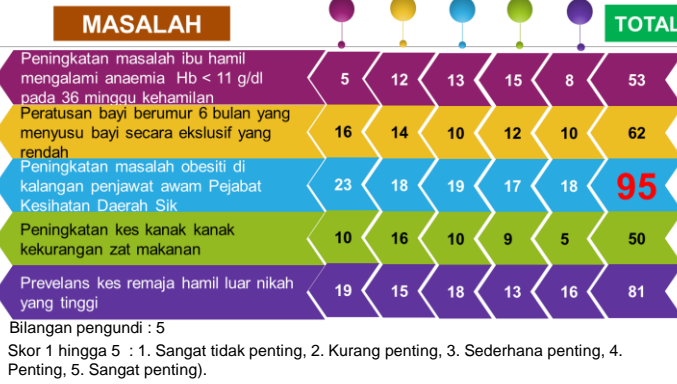 MASALAH
TOTAL
Peningkatan masalah ibu hamil
mengalami anaemia Hb < 11 g/dl
pada 36 minggu kehamilan
5 12 13 15 8 53
Peratusan bayi berumur 6 bulan yang
menyusu bayi secara ekslusif yang
rendah
16 14 10 12 10 62
Peningkatan masalah obesiti di
kalangan penjawat awam Pejabat
Kesihatan Daerah Sik
23 18 19 17 18 95
Peningkatan kes kanak kanak
kekurangan zat makanan
10 16 10 9 5 50
Prevelans kes remaja hamil luar nikah
yang tinggi
19 15 18 13 16 81
Bilangan pengundi : 5
Skor 1 hingga 5 : 1. Sangat tidak penting, 2. Kurang penting, 3. Sederhana penting, 4.
Penting, 5. Sangat penting).